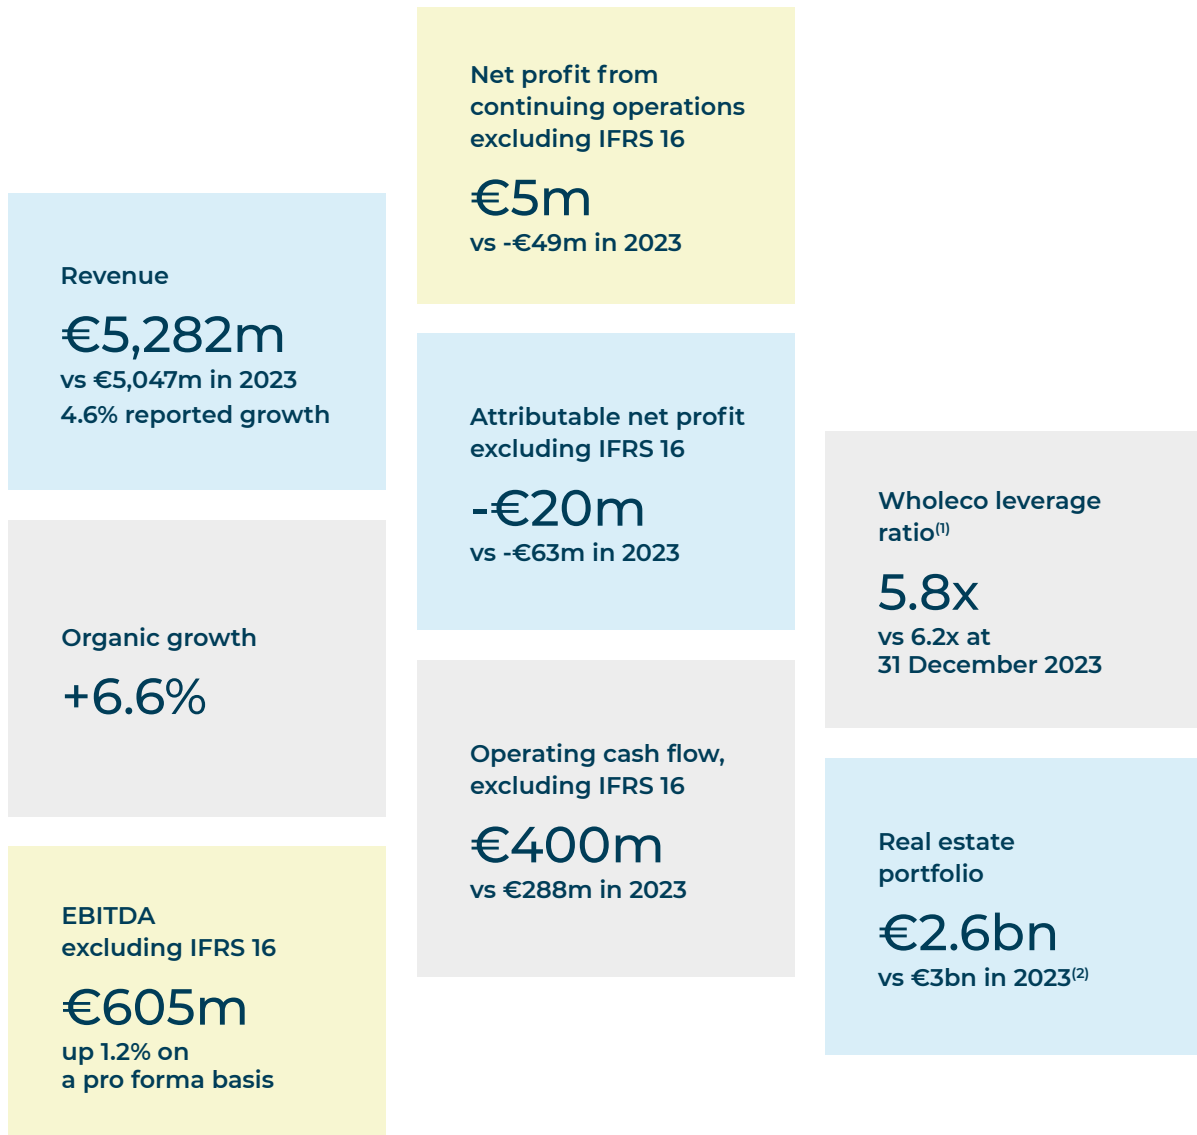 Revenue
€5,282m
vs €5,047m in 2023
4.6% reported growth
Organic growth
+6.6%
EBITDA
excluding IFRS 16
€605m
up 1.2% on
a pro forma basis
Net profit from
continuing operations
excluding IFRS 16
€5m
vs -€49m in 2023
Attributable net profit
excluding IFRS 16
-€20m
vs -€63m in 2023
Operating cash flow,
excluding IFRS 16
€400m
vs €288m in 2023
Wholeco leverage
ratio(1)
5.8x
vs 6.2x at
31 December 2023
Real estate
portfolio
€2.6bn
vs €3bn in 2023(2)